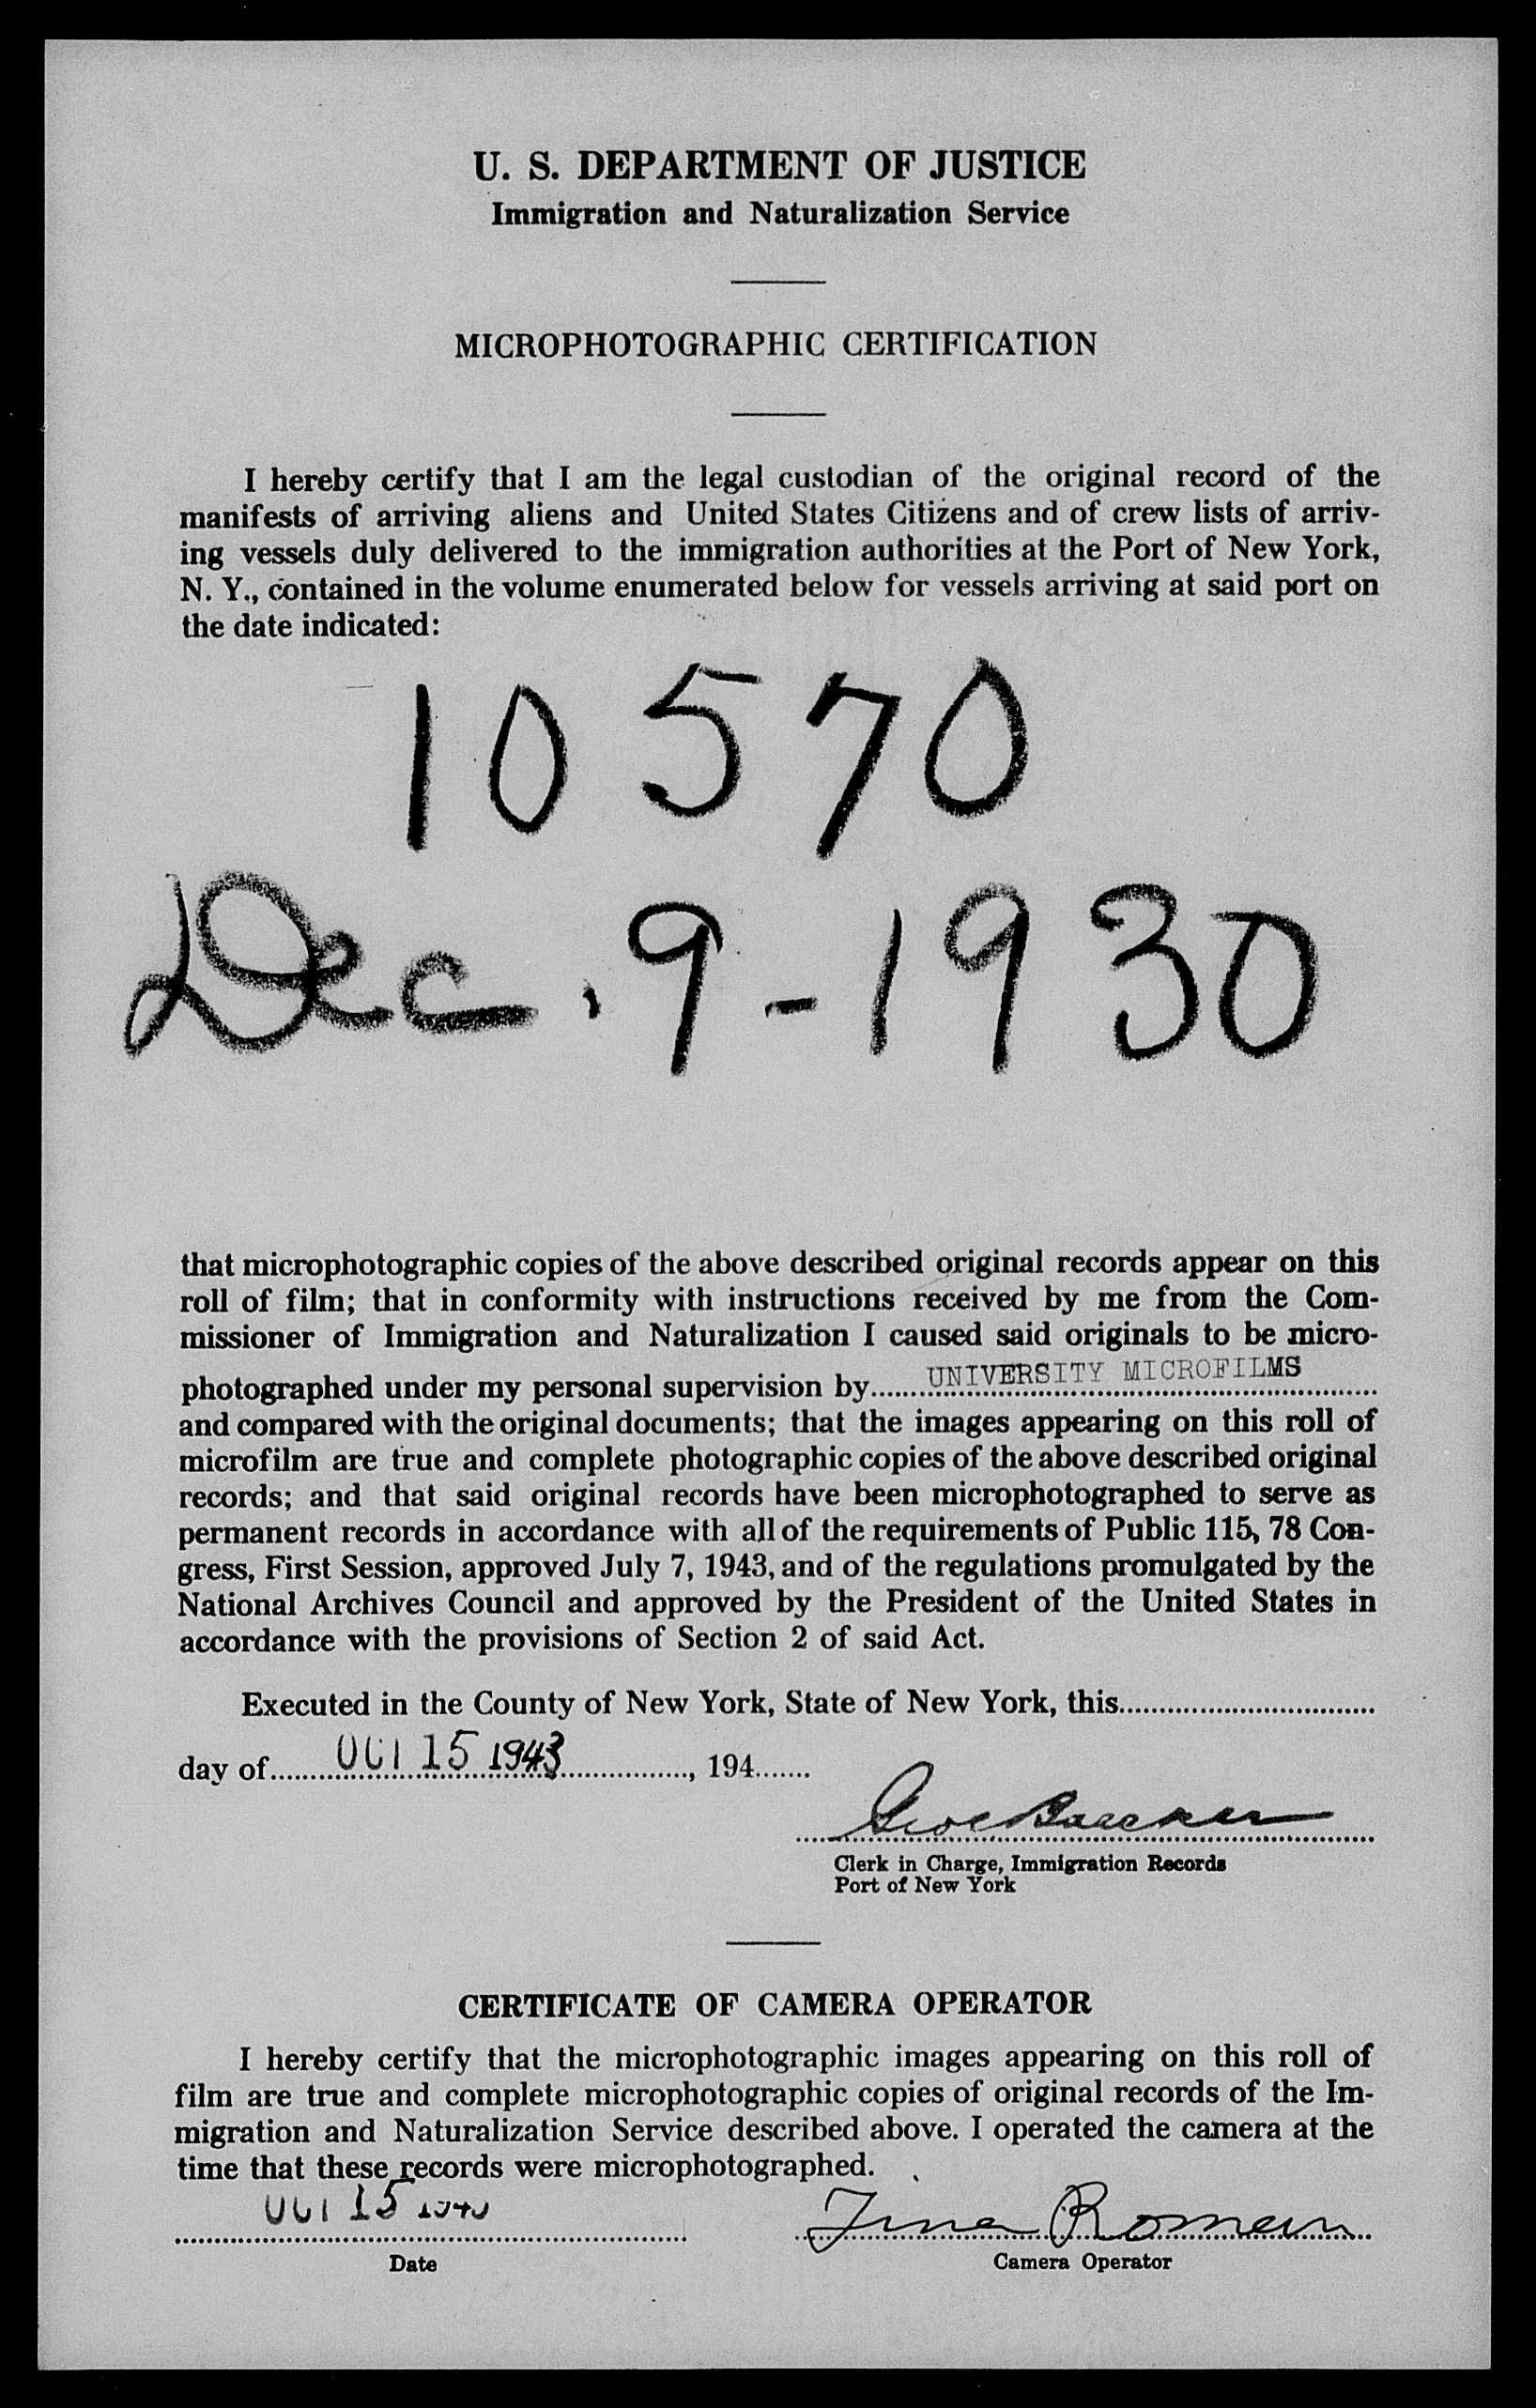 U. S. DEPARTMENT OF JUSTICE
Immigration and Naturalization Service
MICROPHOTOGRAPHIC CERTIFICATION
I hereby certify that I am the legal custodian of the original record of the
manifests of arriving aliens and United States Citizens and of crew lists of arriv-
ing vessels duly delivered to the immigration authorities at the Port of New York,
N. Y., contained in the volume enumerated below for vessels arriving at said port on
the date indicated:
10570
Dec. 9-1930
that microphotographic copies of the above described original records appear on this
roll of film; that in conformity with instructions received by me from the Com-
missioner of Immigration and Naturalization I caused said originals to be micro-
photographed under my personal supervision by UNIVERSITY MICROFILMS
and compared with the original documents; that the images appearing on this roll of
microfilm are true and complete photographic copies of the above described original
records; and that said original records have been microphotographed to serve as
permanent records in accordance with all of the requirements of Public 115, 78 Con-
gress, First Session, approved July 7, 1943, and of the regulations promulgated by the
National Archives Council and approved by the President of the United States in
accordance with the provisions of Section 2 of said Act.
Executed in the County of New York, State of New York, this
day of OCT 15 1943, 194
Clerk in Charge, Immigration Records
Port of New York
CERTIFICATE OF CAMERA OPERATOR
I hereby certify that the microphotographic images appearing on this roll of
film are true and complete microphotographic copies of original records of the Im-
migration and Naturalization Service described above. I operated the camera at the
time that these records were microphotographed.
OCT 15 1943
Date
Camera Operator